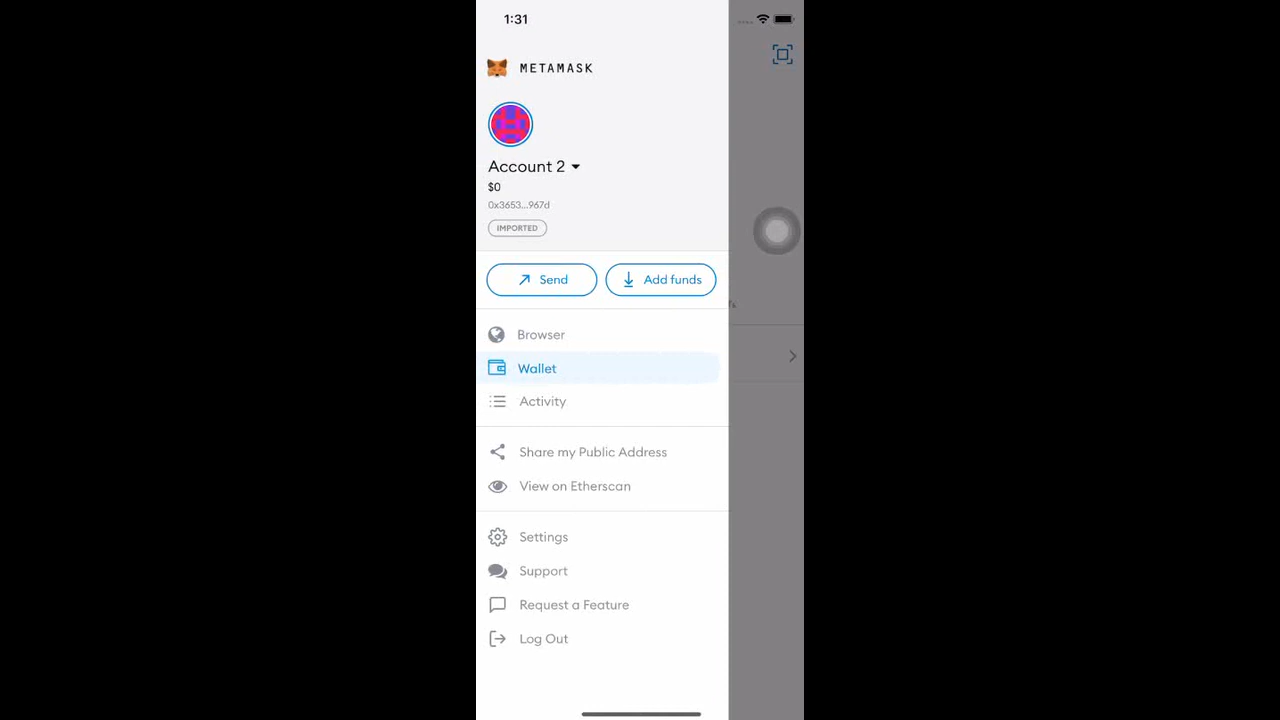 1:31
METAMASK
Account 2
$0
0x3653...967d
IMPORTED
Send
Add funds
Browser
Wallet
Activity
Share my Public Address
View on Etherscan
Settings
Support
Request a Feature
Log Out